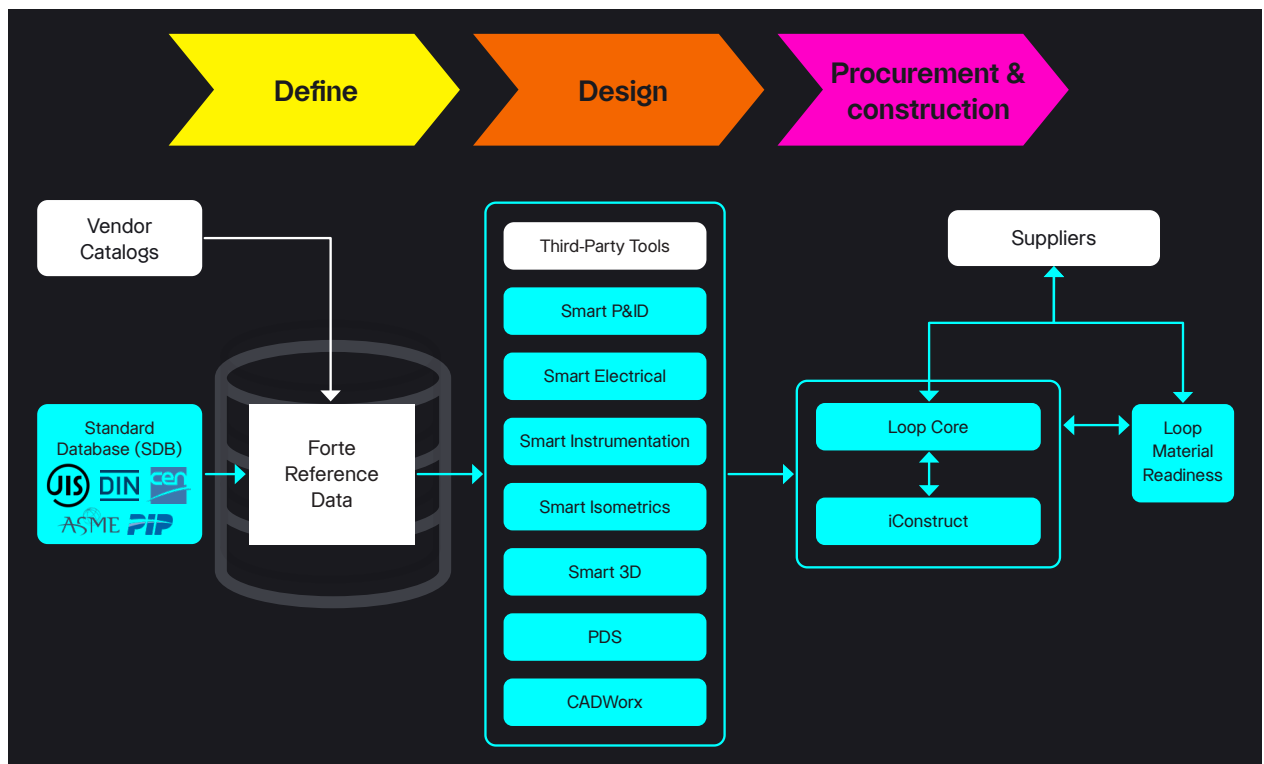 Define
Design
Procurement &
construction
Vendor
Catalogs
Standard
Database (SDB)
JIS
DIN
cen
ASME
PIP
Forte
Reference
Data
Third-Party Tools
Smart P&ID
Smart Electrical
Smart Instrumentation
Smart Isometrics
Smart 3D
PDS
CADWorx
Suppliers
Loop Core
iConstruct
Loop
Material
Readiness